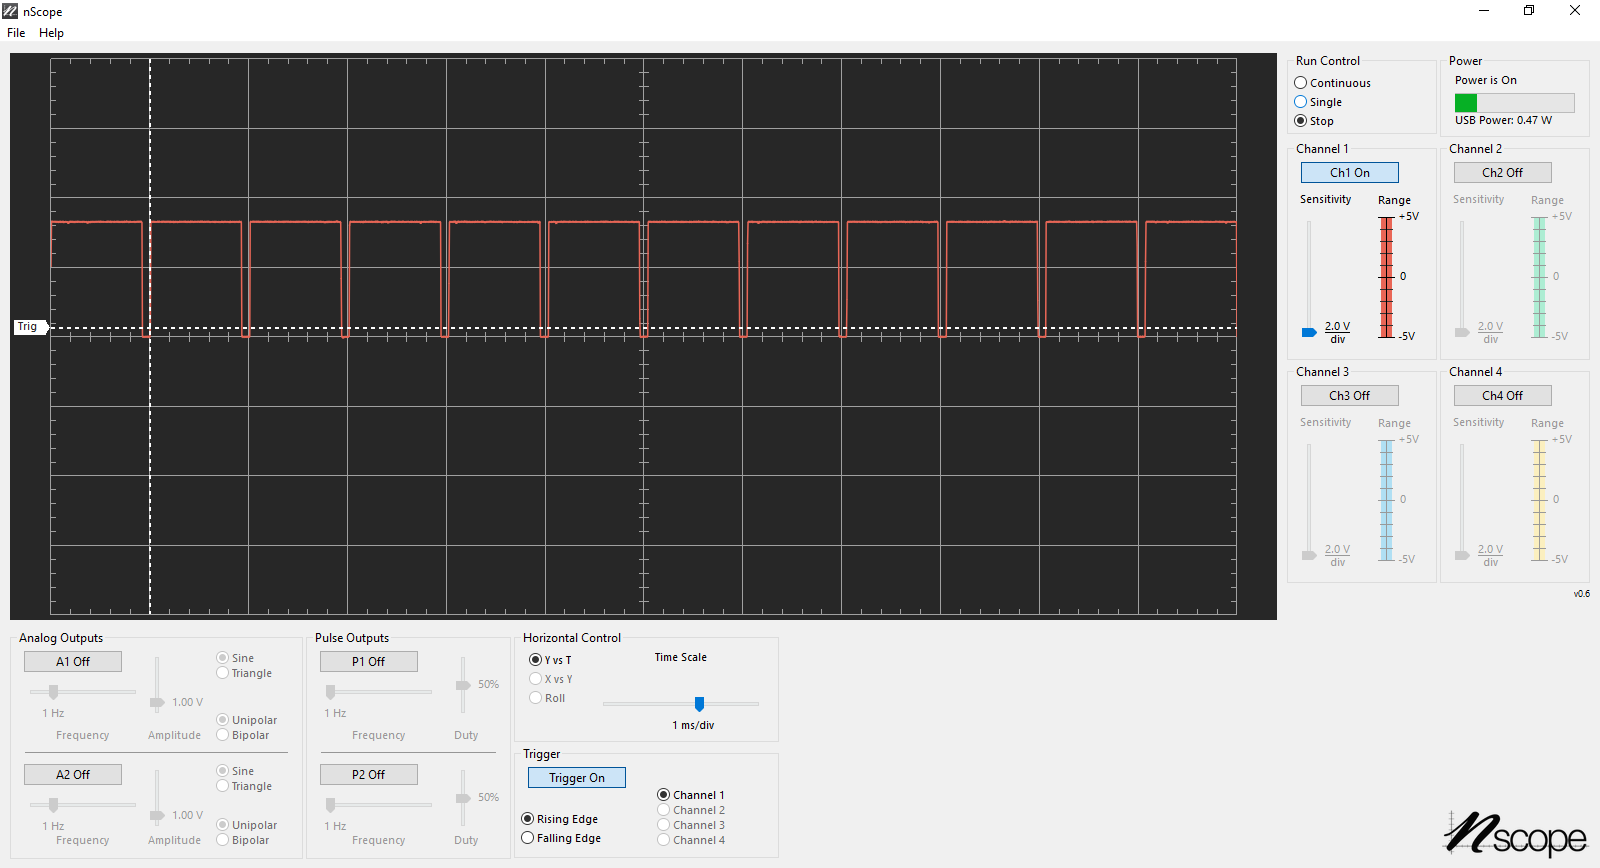 nScope
File Help
Trig
Run Control
Continuous
Single
Stop
Power
Power is On
USB Power: 0.47 W
Channel 1
Ch1 On
Sensitivity Range
+5V
0
2.0 V
div
-5V
Channel 2
Ch2 Off
Sensitivity Range
+5V
0
2.0 V
div
-5V
Channel 3
Ch3 Off
Sensitivity Range
+5V
0
2.0 V
div
-5V
Channel 4
Ch4 Off
Sensitivity Range
+5V
0
2.0 V
div
-5V
v0.6
Analog Outputs
A1 Off
Sine
Triangle
1.00 V
1 Hz
Unipolar
Bipolar
Frequency Amplitude
A2 Off
Sine
Triangle
1.00 V
1 Hz
Unipolar
Bipolar
Frequency Amplitude
Pulse Outputs
P1 Off
50%
1 Hz
Frequency Duty
P2 Off
50%
1 Hz
Frequency Duty
Horizontal Control
Y vs T
X vs Y
Roll
Time Scale
1 ms/div
Trigger
Trigger On
Rising Edge
Falling Edge
Channel 1
Channel 2
Channel 3
Channel 4
nscope